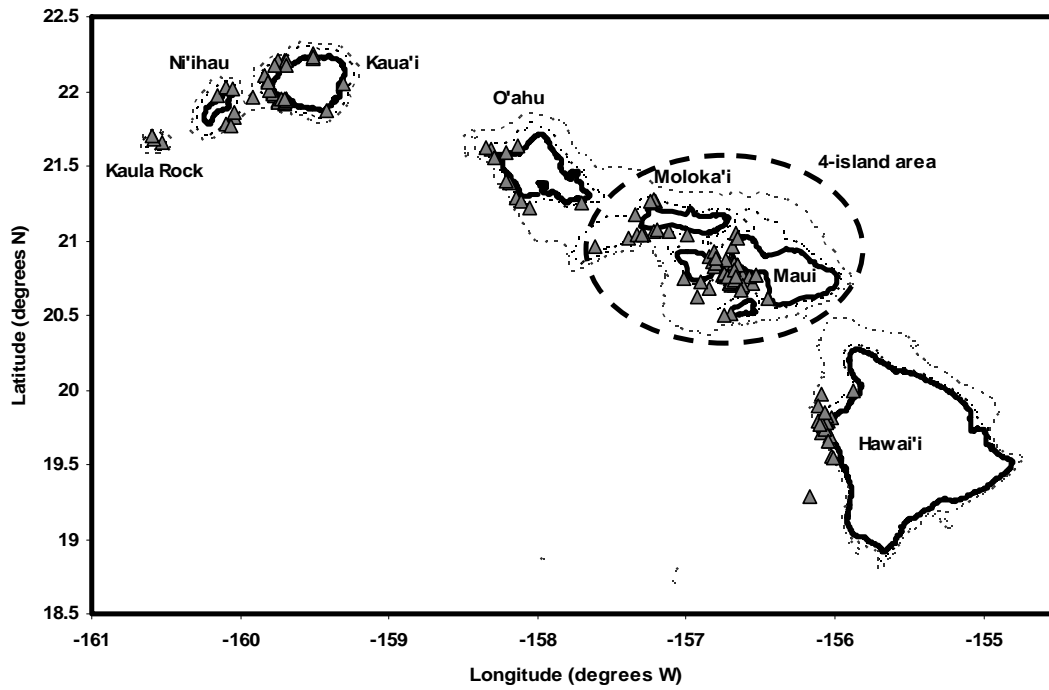 22.5
Ni'ihau
Kaua'i
22
O'ahu
21.5
Kaula Rock
4-island area
Moloka'i
21
Maui
20.5
20
Hawai'i
19.5
19
18.5
-161
-160
-159
-158
-157
-156
-155
Latitude (degrees N)
Longitude (degrees W)